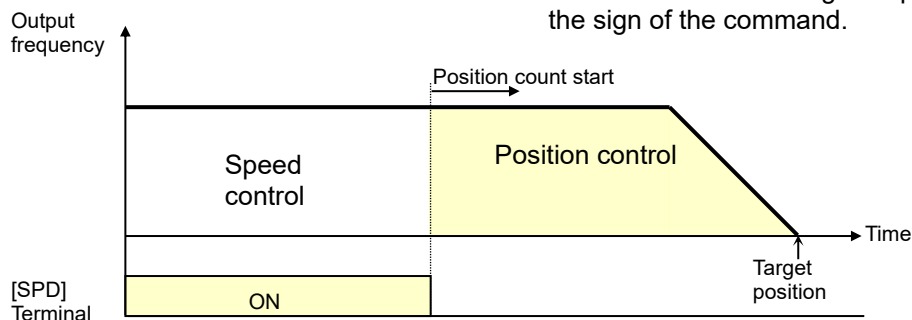 the sign of the command.
Output
frequency
Position count start
Speed
control
Position control
Time
Target
position
[SPD]
Terminal
ON